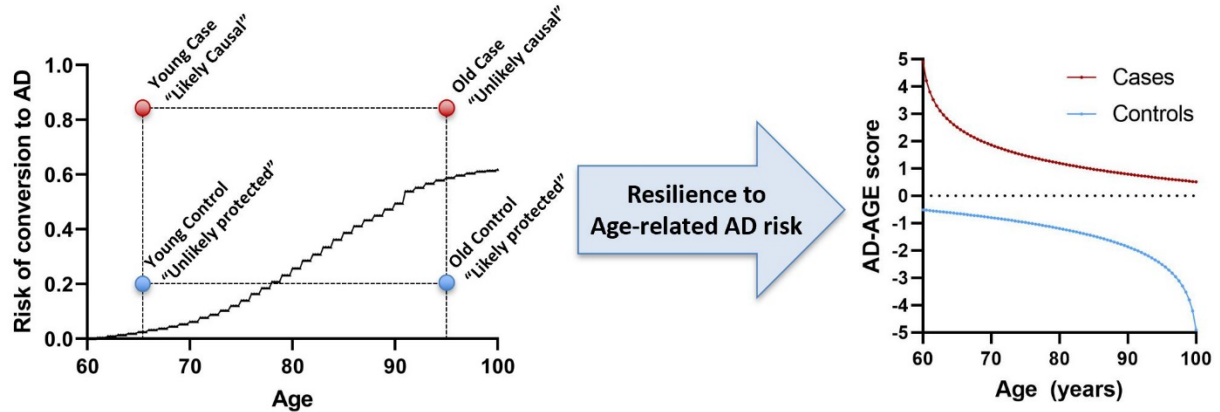 Risk of conversion to AD
1.0
0.8
0.6
0.4
0.2
0.0
Young Case
“Likely Causal”
Old Case
“Unlikely causal”
Young Control
“Unlikely protected”
Old Control
“Likely protected”
60
70
80
90
100
Age
Resilience to
Age-related AD risk
AD-AGE score
5
4
3
2
1
0
-1
-2
-3
-4
-5
Cases
Controls
60
70
80
90
100
Age (years)